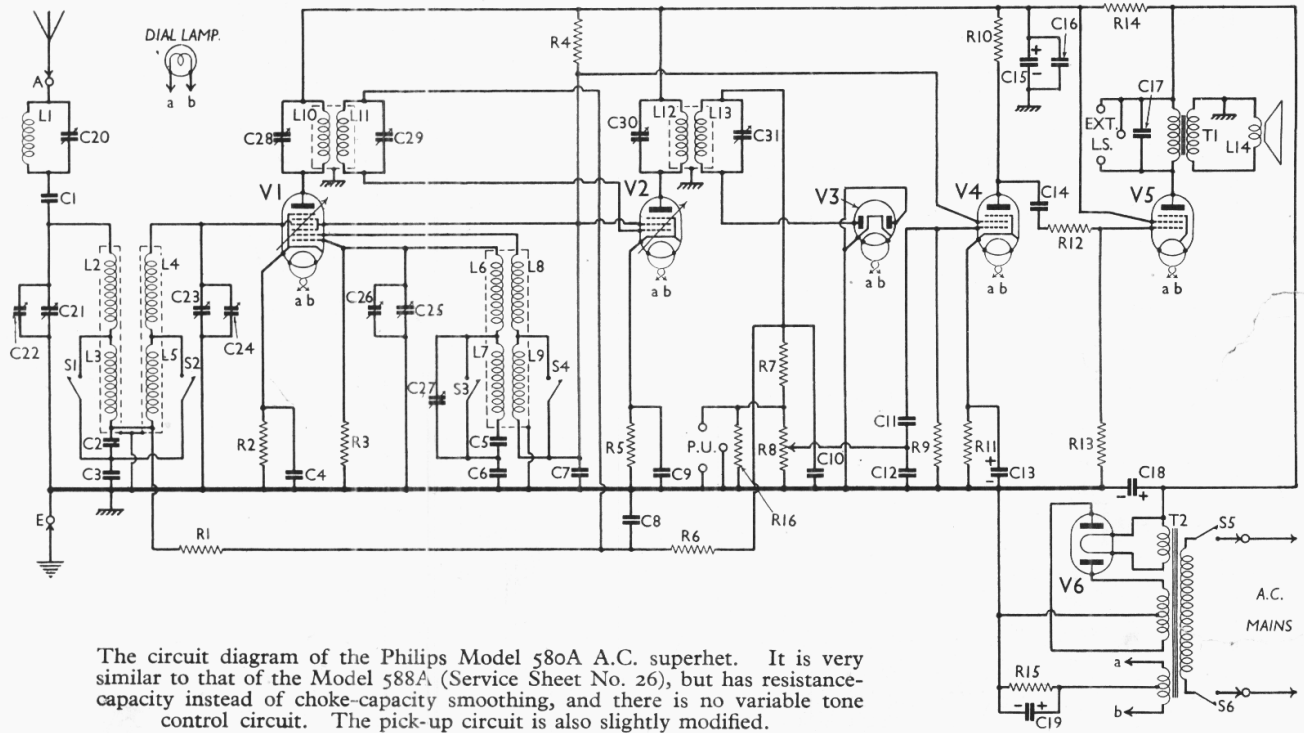 DIAL LAMP.
a b
A
L1
C20
C1
R4
R10
C15
+
-
C16
R14
C28
L10
L11
C29
C30
L12
L13
C31
EXT.
L.S.
C17
T1
L14
V1
V2
V3
V4
C14
V5
R12
L2
L4
L6
L8
a b
a b
a b
a b
a b
C21
C22
C23
C24
C26
C25
L3
L5
S1
S2
L7
L9
C27
S3
S4
R7
C2
C3
R2
C4
R3
C5
C6
C7
R5
C9
P.U.
R8
C10
C11
C12
R9
R11
+
C13
-
R13
C18
- +
E
R1
C8
R6
R16
V6
T2
S5
A.C.
MAINS
a
R15
b
- +
C19
S6
The circuit diagram of the Philips Model 580A A.C. superhet. It is very
similar to that of the Model 588A (Service Sheet No. 26), but has resistance-
capacity instead of choke-capacity smoothing, and there is no variable tone
control circuit. The pick-up circuit is also slightly modified.